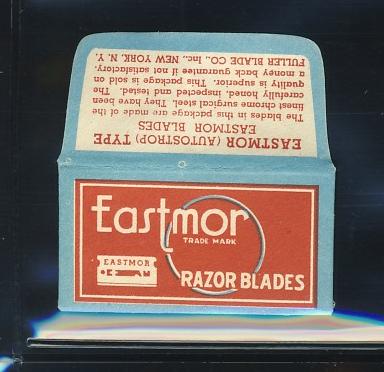 EASTMOR (AUTOSTROP) TYPE
EASTMOR BLADES
The blades in this package are made of the
finest chrome surgical steel. They have been
carefully honed, inspected and tested. The
quality is superior. This package is sold on
a money back guarantee if not satisfactory.
FULLER BLADE CO., Inc., NEW YORK, N. Y.
Eastmor
TRADE MARK
EASTMOR
RAZOR BLADES